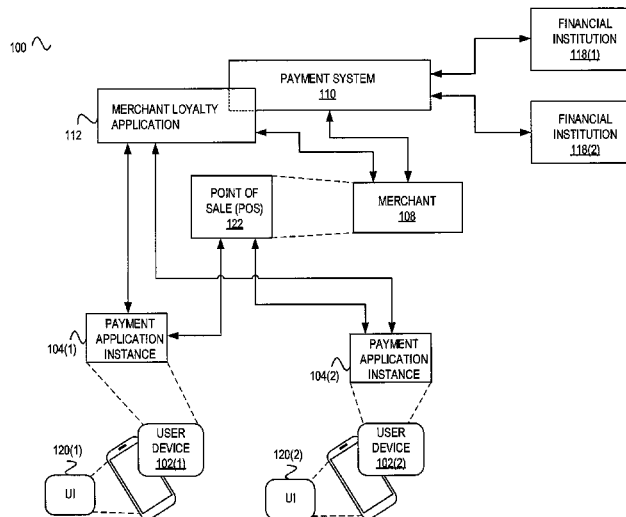 100
FINANCIAL
INSTITUTION
118(1)
PAYMENT SYSTEM
110
MERCHANT LOYALTY
APPLICATION
112
FINANCIAL
INSTITUTION
118(2)
POINT OF
SALE (POS)
122
MERCHANT
108
PAYMENT
APPLICATION
INSTANCE
104(1)
PAYMENT
APPLICATION
INSTANCE
104(2)
USER
DEVICE
102(1)
120(1)
UI
USER
DEVICE
102(2)
120(2)
UI